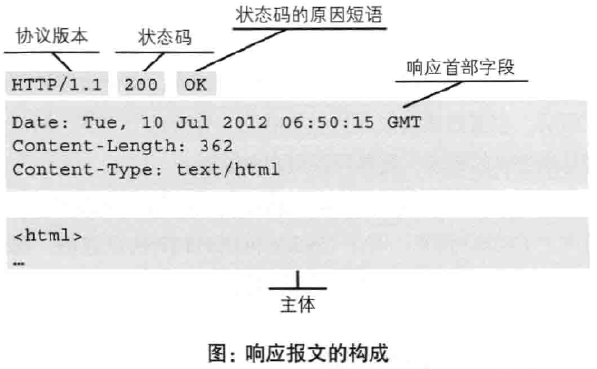 状态码的原因短语
协议版本
状态码
响应首部字段
HTTP/1.1 200 OK
Date: Tue, 10 Jul 2012 06:50:15 GMT
Content-Length: 362
Content-Type: text/html
<html>
…
主体
图：响应报文的构成